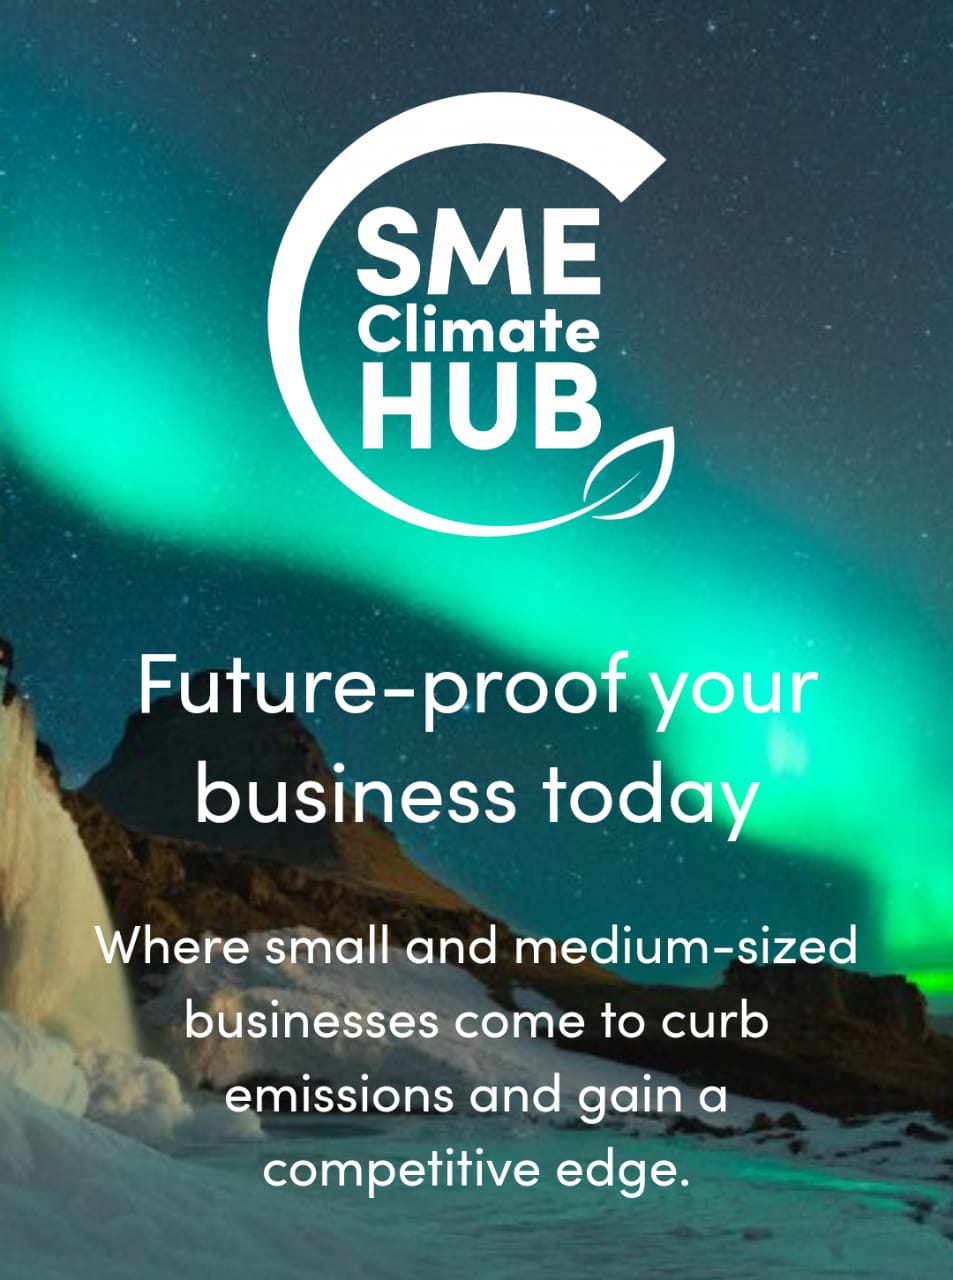 SME
Climate
HUB
Future-proof your
business today
Where small and medium-sized
businesses come to curb
emissions and gain a
competitive edge.